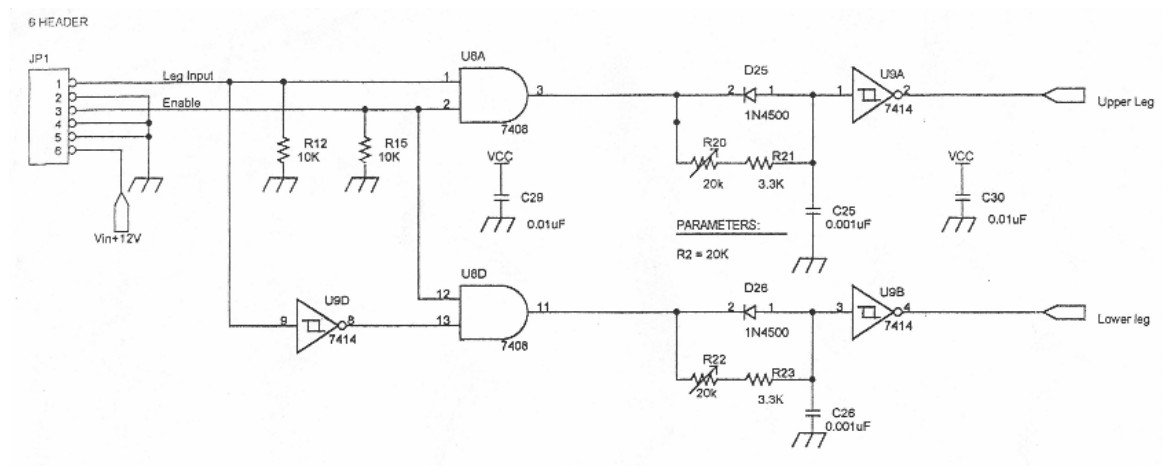 6 HEADER
JP1
1
2
3
4
5
6
Leg Input
Enable
Vin+12V
R12
10K
R15
10K
U8A
1
2
3
7408
VCC
C29
0.01uF
D25
2
1
1N4500
R20
20k
R21
3.3K
C25
0.001uF
U9A
1
2
7414
Upper Leg
VCC
C30
0.01uF
PARAMETERS:
R2 = 20K
U9D
9
8
7414
U8D
12
13
11
7408
D26
2
1
1N4500
R22
20k
R23
3.3K
C26
0.001uF
U9B
3
4
7414
Lower leg